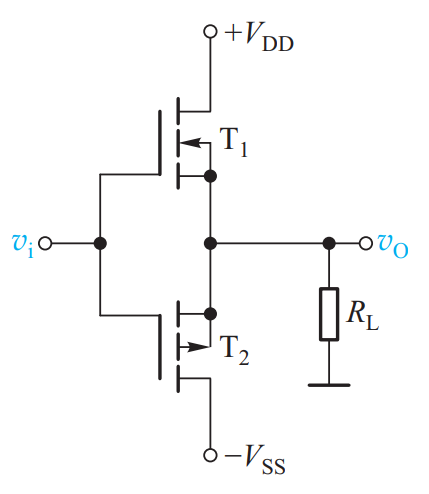 +V_DD
T_1
v_i
v_O
R_L
T_2
−V_SS